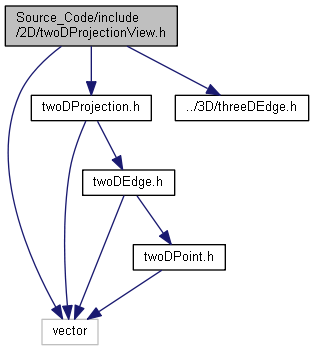 Source_Code/include
/2D/twoDProjectionView.h
twoDProjection.h
../3D/threeDEdge.h
twoDEdge.h
twoDPoint.h
vector